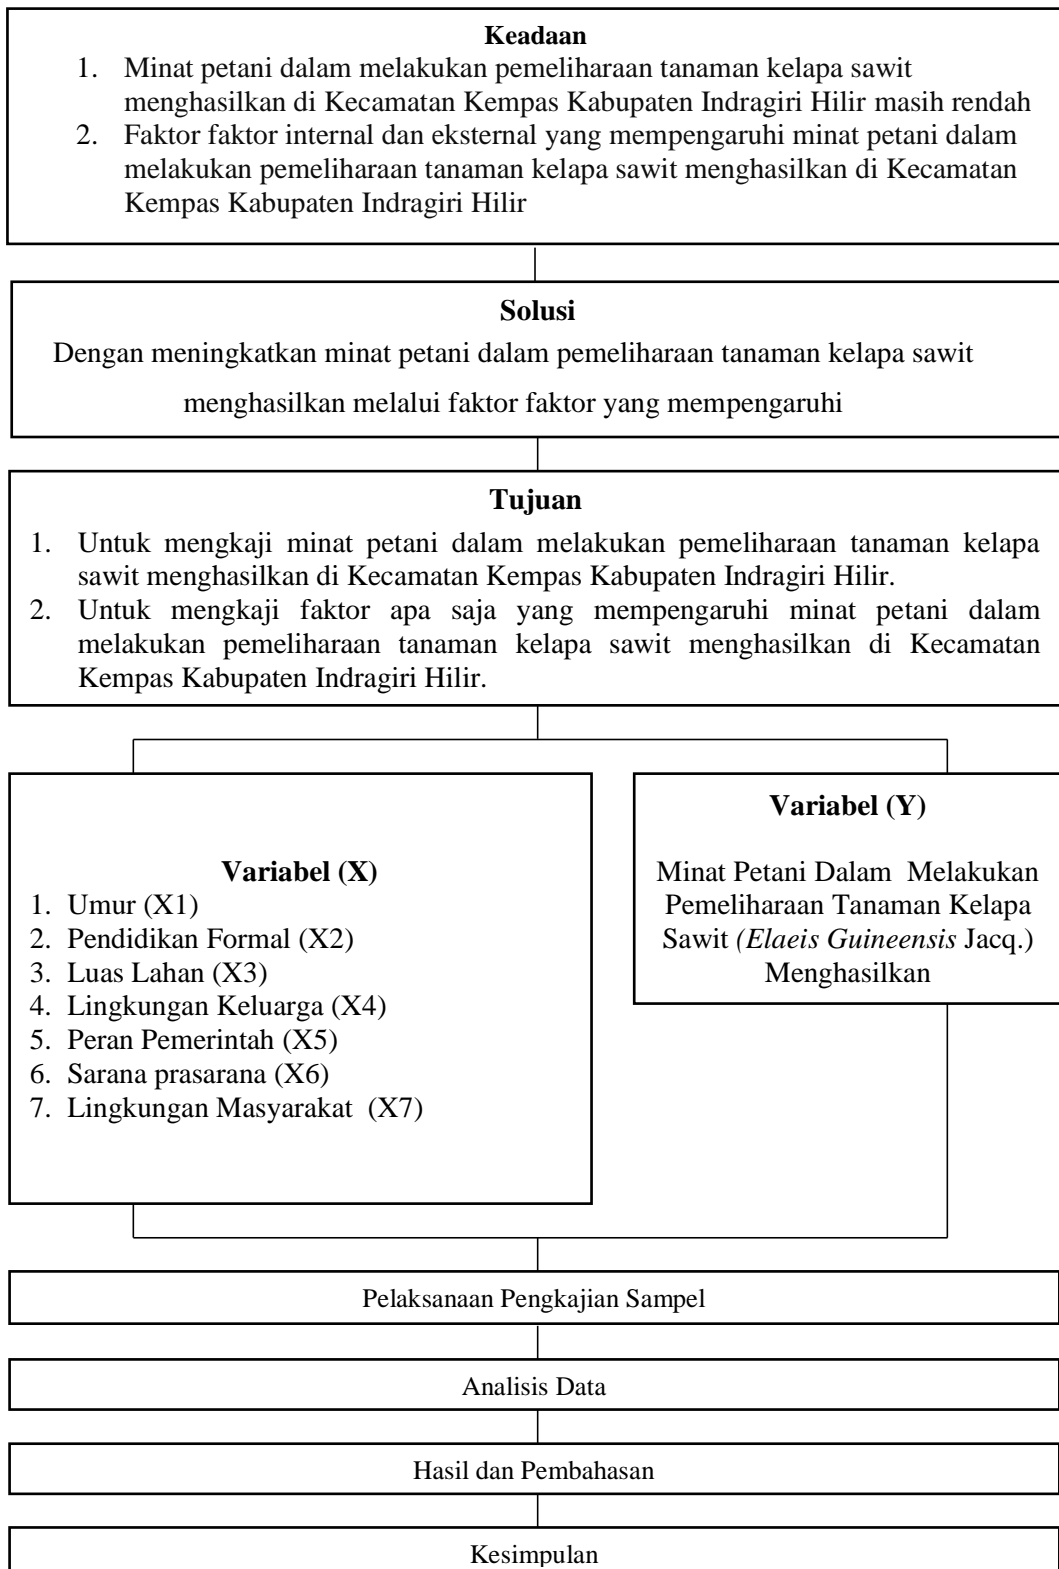 Keadaan
1. Minat petani dalam melakukan pemeliharaan tanaman kelapa sawit
menghasilkan di Kecamatan Kempas Kabupaten Indragiri Hilir masih rendah
2. Faktor faktor internal dan eksternal yang mempengaruhi minat petani dalam
melakukan pemeliharaan tanaman kelapa sawit menghasilkan di Kecamatan
Kempas Kabupaten Indragiri Hilir
Solusi
Dengan meningkatkan minat petani dalam pemeliharaan tanaman kelapa sawit
menghasilkan melalui faktor faktor yang mempengaruhi
Tujuan
1. Untuk mengkaji minat petani dalam melakukan pemeliharaan tanaman kelapa
sawit menghasilkan di Kecamatan Kempas Kabupaten Indragiri Hilir.
2. Untuk mengkaji faktor apa saja yang mempengaruhi minat petani dalam
melakukan pemeliharaan tanaman kelapa sawit menghasilkan di Kecamatan
Kempas Kabupaten Indragiri Hilir.
Variabel (X)
1. Umur (X1)
2. Pendidikan Formal (X2)
3. Luas Lahan (X3)
4. Lingkungan Keluarga (X4)
5. Peran Pemerintah (X5)
6. Sarana prasarana (X6)
7. Lingkungan Masyarakat (X7)
Variabel (Y)
Minat Petani Dalam Melakukan
Pemeliharaan Tanaman Kelapa
Sawit (Elaeis Guineensis Jacq.)
Menghasilkan
Pelaksanaan Pengkajian Sampel
Analisis Data
Hasil dan Pembahasan
Kesimpulan